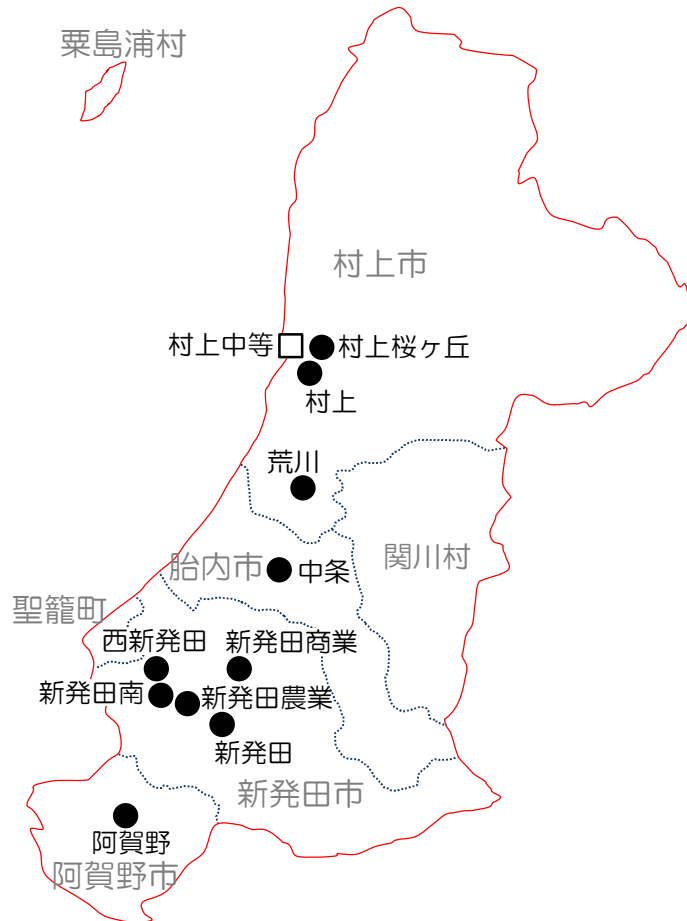 粟島浦村
村上市
村上中等
村上桜ヶ丘
村上
荒川
関川村
胎内市
中条
聖籠町
西新発田
新発田商業
新発田南
新発田農業
新発田
新発田市
阿賀野
阿賀野市